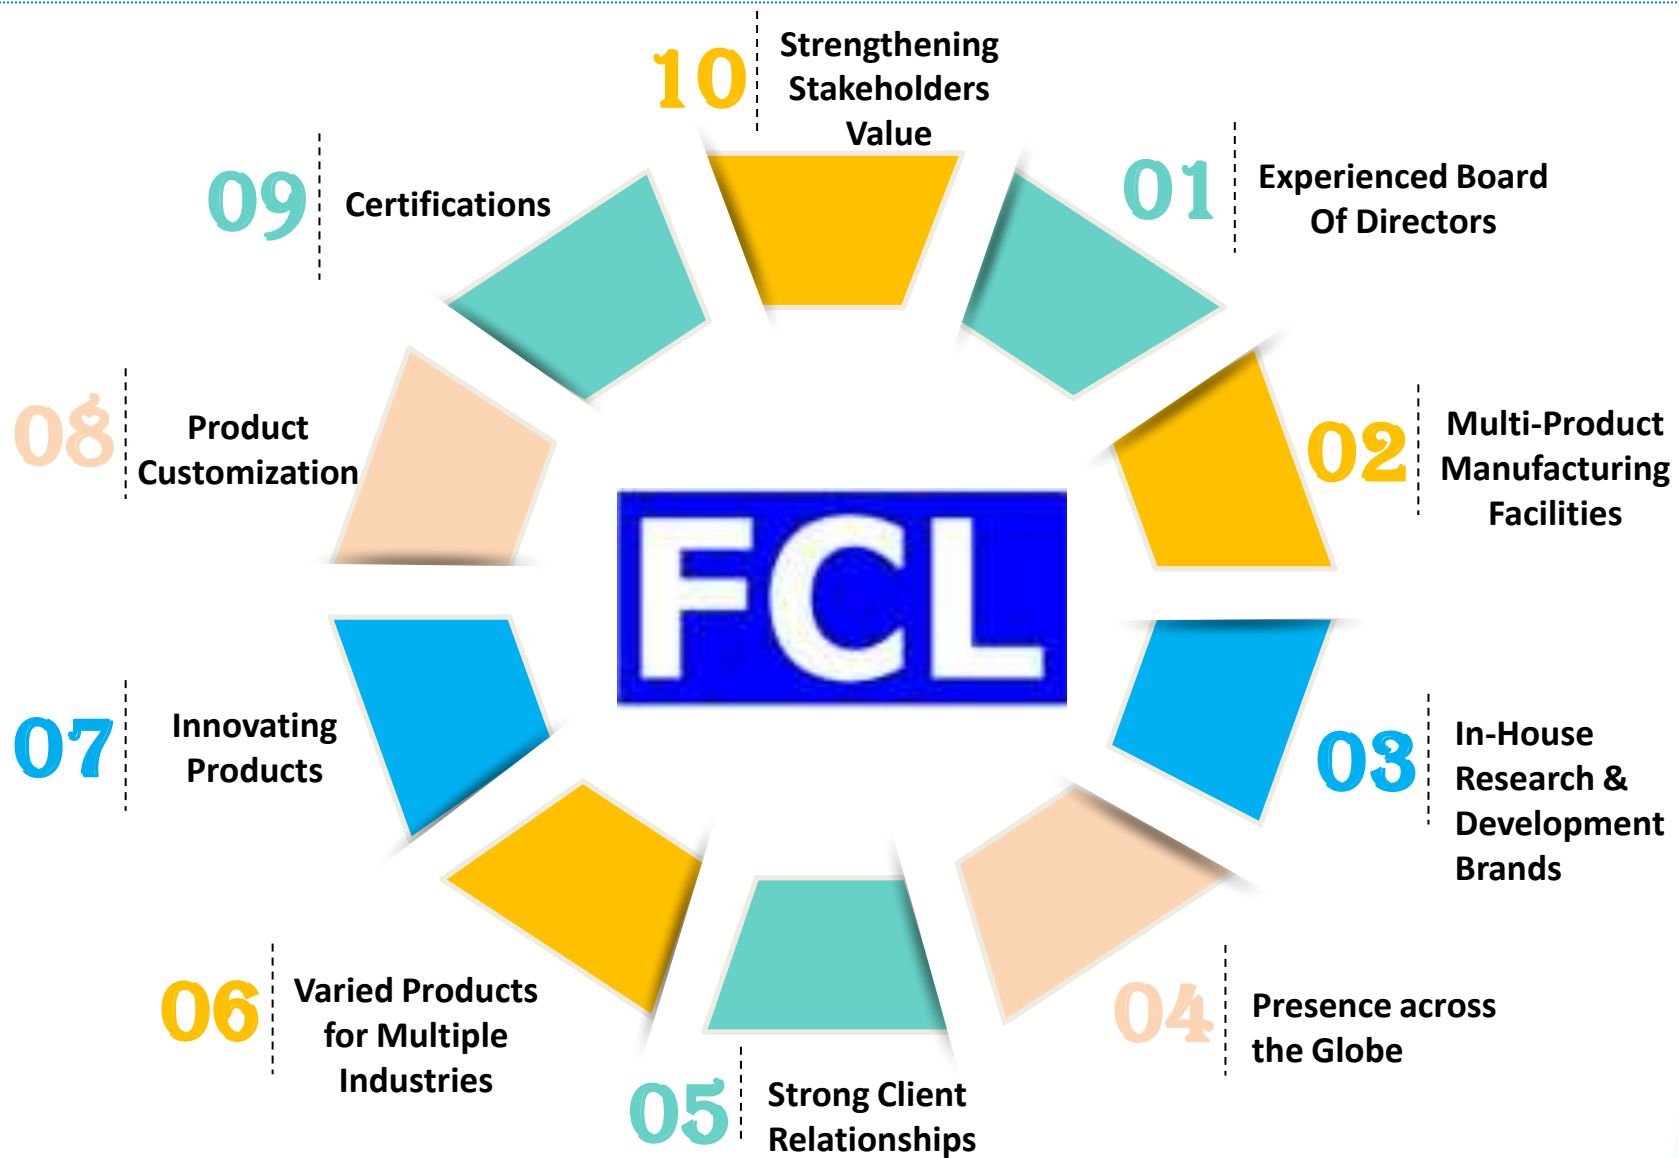 10
Strengthening
Stakeholders
Value
01
Experienced Board
Of Directors
02
Multi-Product
Manufacturing
Facilities
03
In-House
Research &
Development
Brands
04
Presence across
the Globe
05
Strong Client
Relationships
06
Varied Products
for Multiple
Industries
07
Innovating
Products
08
Product
Customization
09
Certifications
FCL